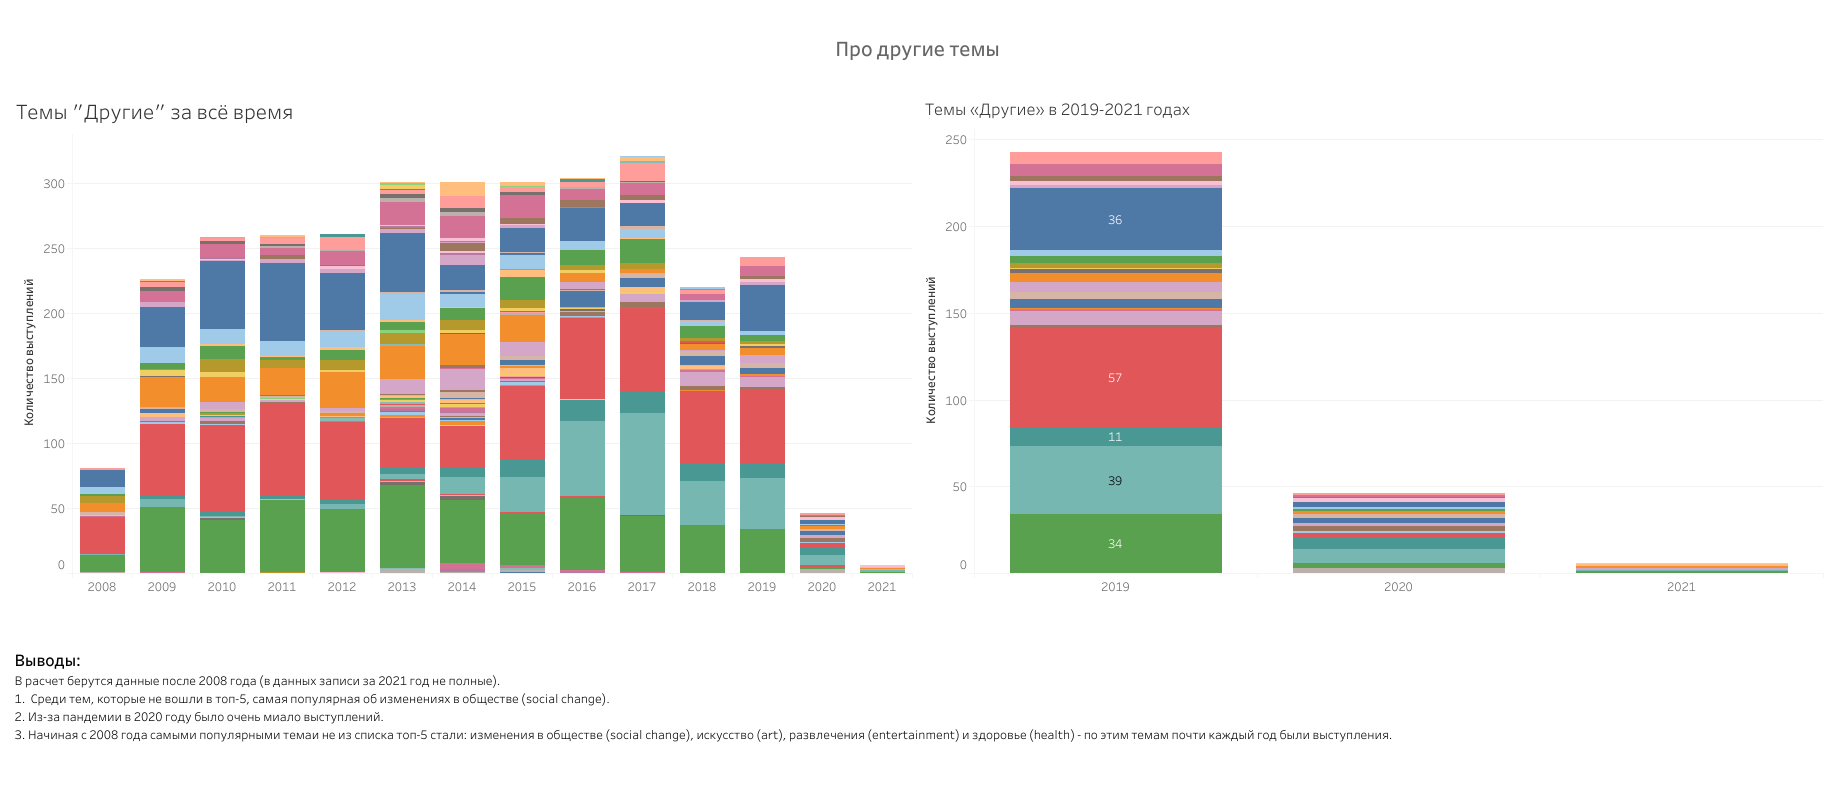 Про другие темы
Темы "Другие" за всё время
Количество выступлений
300
250
200
150
100
50
0
2008 2009 2010 2011 2012 2013 2014 2015 2016 2017 2018 2019 2020 2021
Темы «Другие» в 2019-2021 годах
Количество выступлений
250
200
150
100
50
0
36
57
11
39
34
2019 2020 2021
Выводы:
В расчет берутся данные после 2008 года (в данных записи за 2021 год не полные).
1. Среди тем, которые не вошли в топ-5, самая популярная об изменениях в обществе (social change).
2. Из-за пандемии в 2020 году было очень миало выступлений.
3. Начиная с 2008 года самыми популярными темаи не из списка топ-5 стали: изменения в обществе (social change), искусство (art), развлечения (entertainment) и здоровье (health) - по этим темам почти каждый год были выступления.